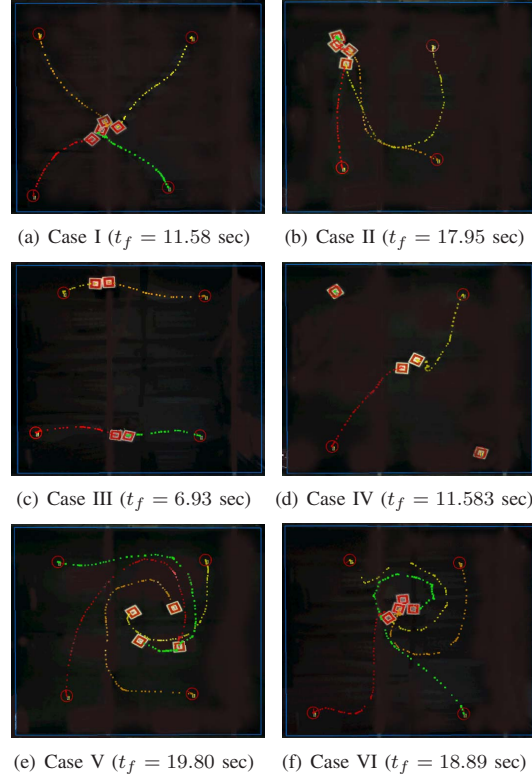 (a) Case I (t_f = 11.58 sec)
(b) Case II (t_f = 17.95 sec)
(c) Case III (t_f = 6.93 sec)
(d) Case IV (t_f = 11.583 sec)
(e) Case V (t_f = 19.80 sec)
(f) Case VI (t_f = 18.89 sec)